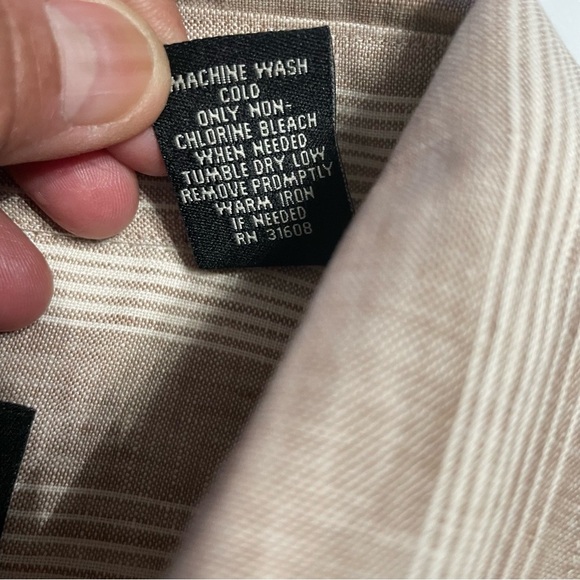 MACHINE WASH
COLD
ONLY NON-
CHLORINE BLEACH
WHEN NEEDED
TUMBLE DRY LOW
REMOVE PROMPTLY
WARM IRON
IF NEEDED
RN 31608